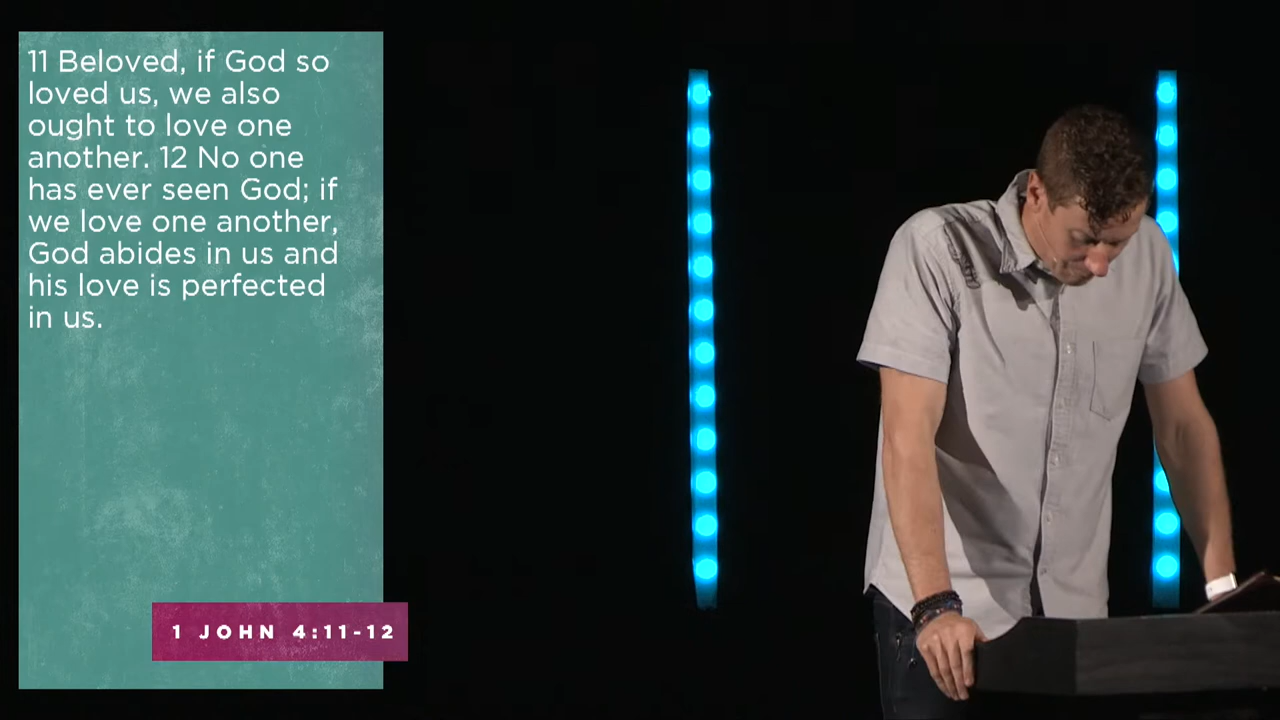 11 Beloved, if God so
loved us, we also
ought to love one
another. 12 No one
has ever seen God; if
we love one another,
God abides in us and
his love is perfected
in us.
1 JOHN 4:11-12